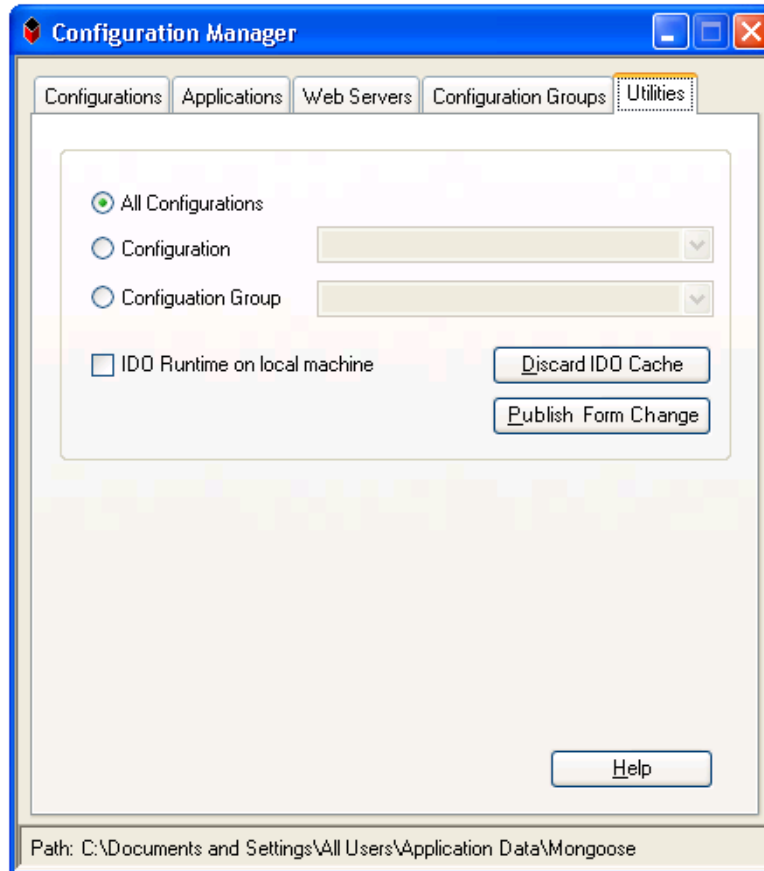 Configuration Manager
Configurations Applications Web Servers Configuration Groups Utilities
All Configurations
Configuration
Configuation Group
IDO Runtime on local machine
Discard IDO Cache
Publish Form Change
Help
Path: C:\Documents and Settings\All Users\Application Data\Mongoose